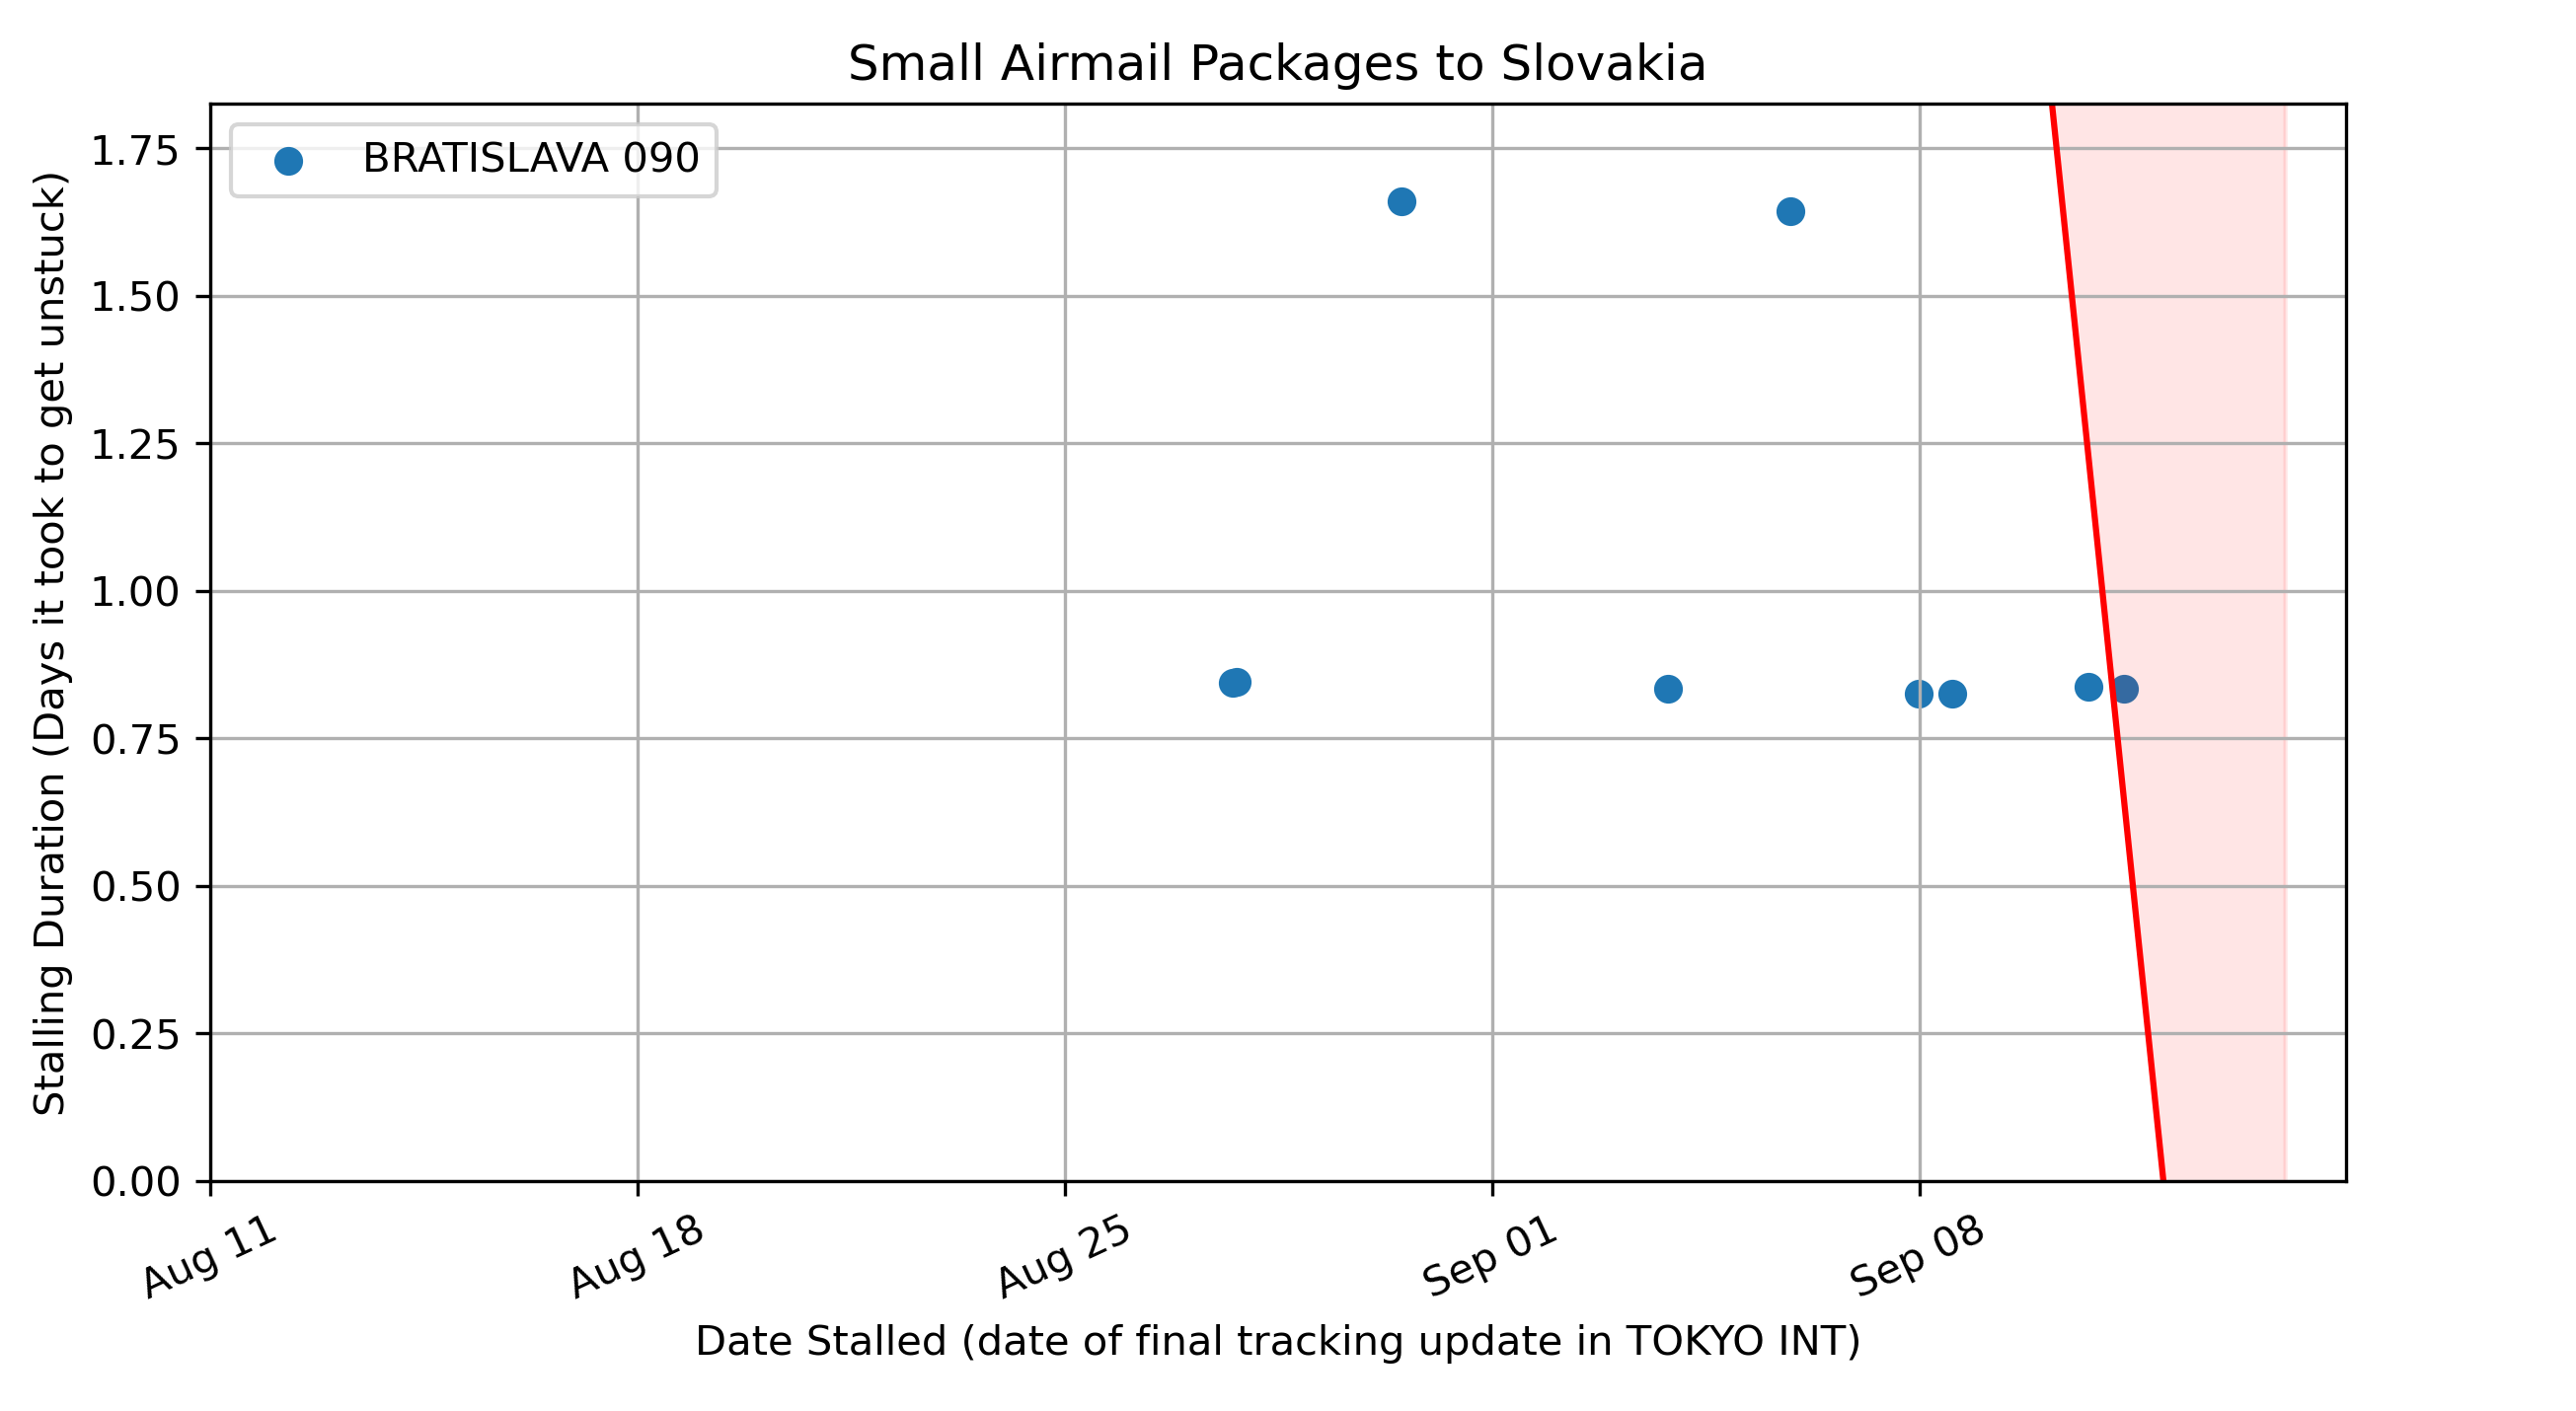 Small Airmail Packages to Slovakia
BRATISLAVA 090
Stalling Duration (Days it took to get unstuck)
1.75
1.50
1.25
1.00
0.75
0.50
0.25
0.00
Aug 11
Aug 18
Aug 25
Sep 01
Sep 08
Date Stalled (date of final tracking update in TOKYO INT)